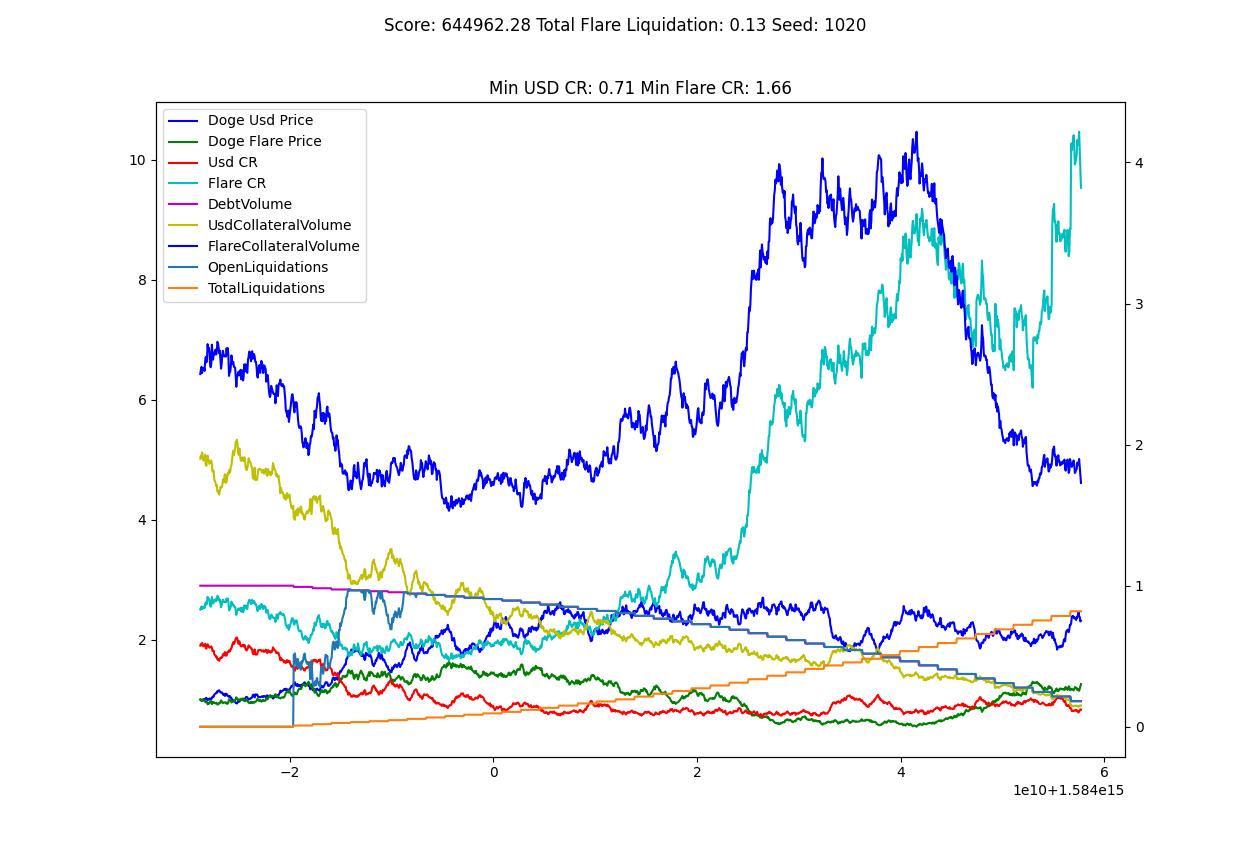 Score: 644962.28 Total Flare Liquidation: 0.13 Seed: 1020
Min USD CR: 0.71 Min Flare CR: 1.66
Doge Usd Price
Doge Flare Price
Usd CR
Flare CR
DebtVolume
UsdCollateralVolume
FlareCollateralVolume
OpenLiquidations
TotalLiquidations
10
8
6
4
2
4
3
2
1
0
−2
0
2
4
6
1e10+1.584e15